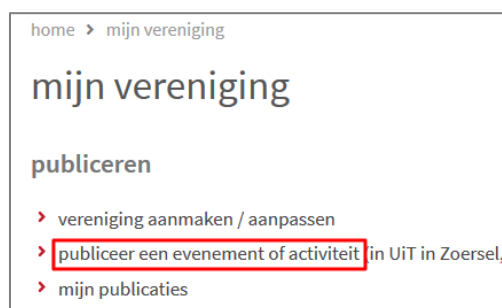 home > mijn vereniging
mijn vereniging
publiceren
> vereniging aanmaken / aanpassen
> publiceer een evenement of activiteit (in UiT in Zoersel,
> mijn publicaties